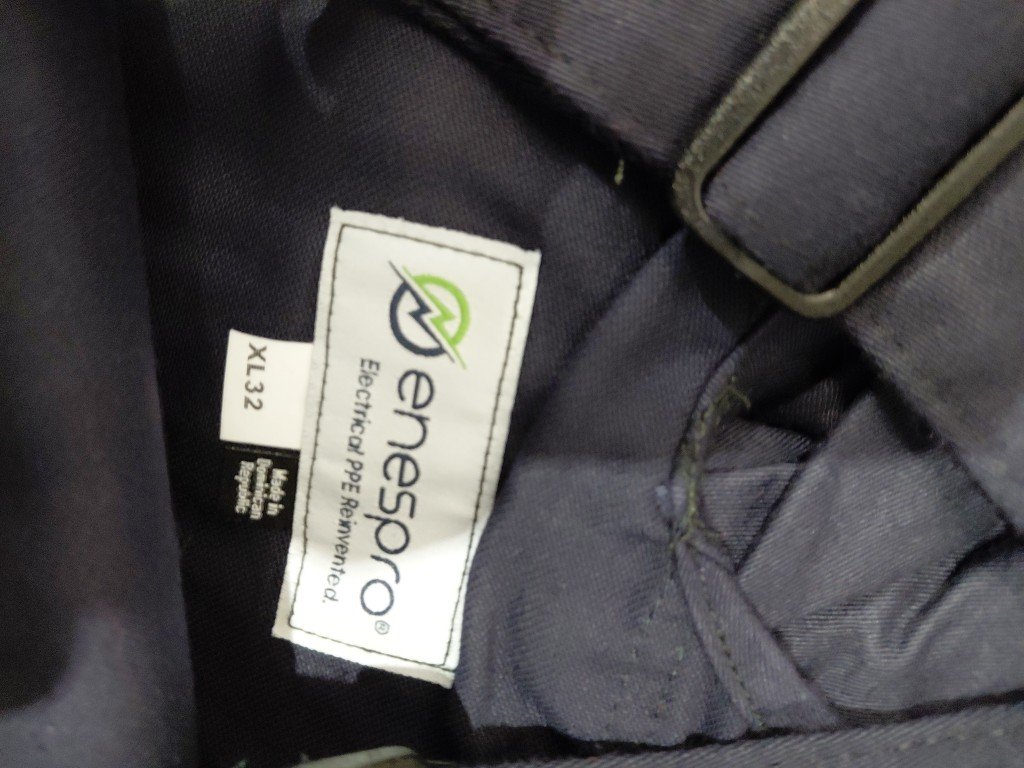 enespro®
Electrical PPE Reinvented.
XL32
Made in
Dominican
Republic